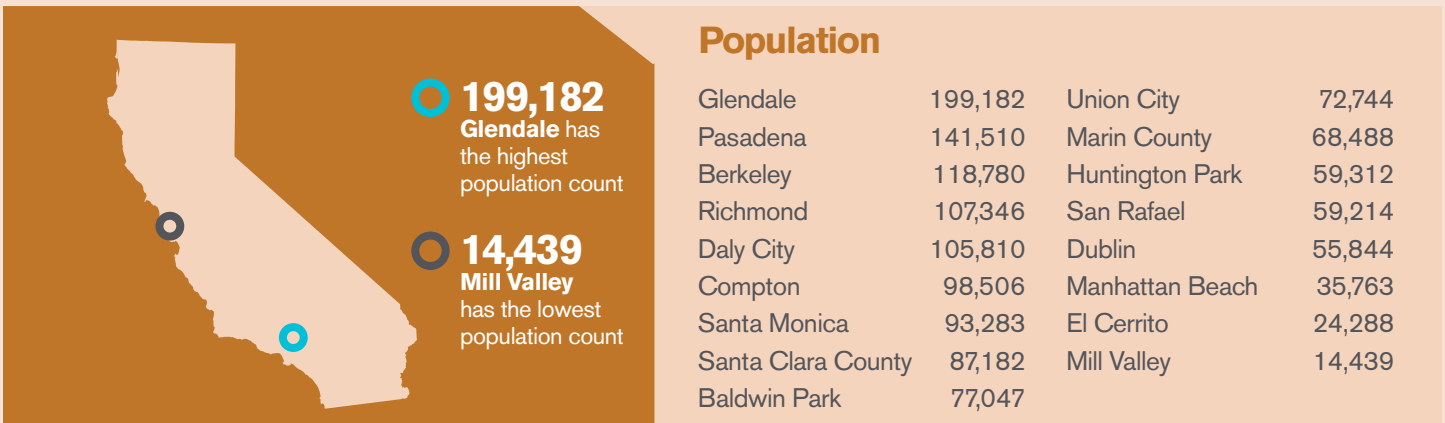 199,182
Glendale has
the highest
population count
14,439
Mill Valley
has the lowest
population count
Population
Glendale 199,182
Pasadena 141,510
Berkeley 118,780
Richmond 107,346
Daly City 105,810
Compton 98,506
Santa Monica 93,283
Santa Clara County 87,182
Baldwin Park 77,047
Union City 72,744
Marin County 68,488
Huntington Park 59,312
San Rafael 59,214
Dublin 55,844
Manhattan Beach 35,763
El Cerrito 24,288
Mill Valley 14,439